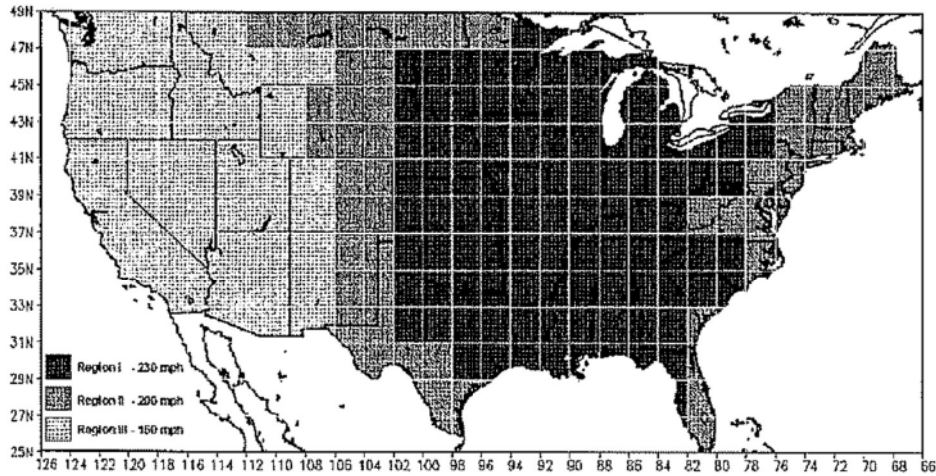 49N
47N
45N
43N
41N
39N
37N
35N
33N
31N
29N
27N
25N
Region I - 230 mph
Region II - 200 mph
Region III - 160 mph
126 124 122 120 118 116 114 112 110 108 106 104 102 100 98 96 94 92 90 88 86 84 82 80 78 76 74 72 70 68 66